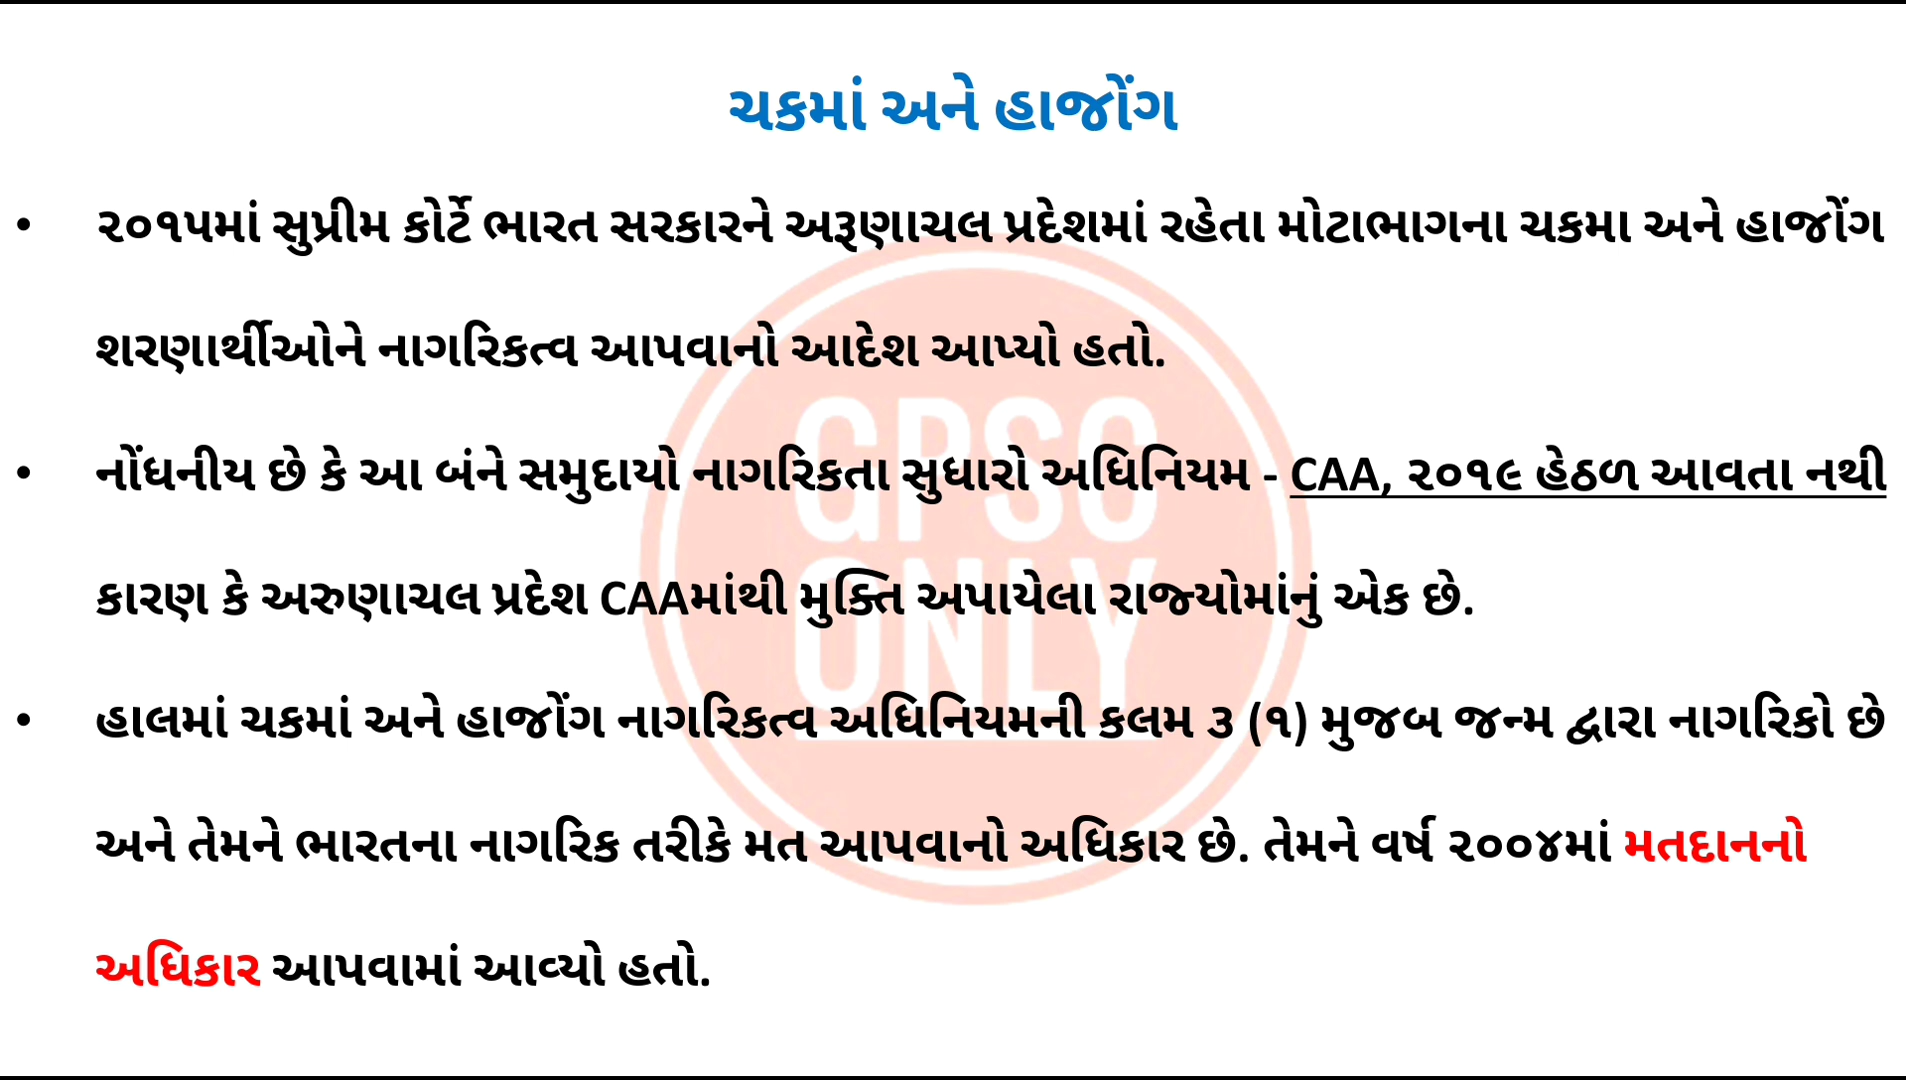 ચકમાં અને હાજોંગ
• ૨૦૧૫માં સુપ્રીમ કોર્ટે ભારત સરકારને અરૂણાચલ પ્રદેશમાં રહેતા મોટાભાગના ચકમા અને હાજોંગ
શરણાર્થીઓને નાગરિકત્વ આપવાનો આદેશ આપ્યો હતો.
• નોંધનીય છે કે આ બંને સમુદાયો નાગરિકતા સુધારો અધિનિયમ - CAA, ૨૦૧૯ હેઠળ આવતા નથી
કારણ કે અરુણાચલ પ્રદેશ CAAમાંથી મુક્તિ અપાયેલા રાજ્યોમાંનું એક છે.
• હાલમાં ચકમાં અને હાજોંગ નાગરિકત્વ અધિનિયમની કલમ ૩ (૧) મુજબ જન્મ દ્વારા નાગરિકો છે
અને તેમને ભારતના નાગરિક તરીકે મત આપવાનો અધિકાર છે. તેમને વર્ષ ૨૦૦૪માં મતદાનનો
અધિકાર આપવામાં આવ્યો હતો.
GPSC
ONLY